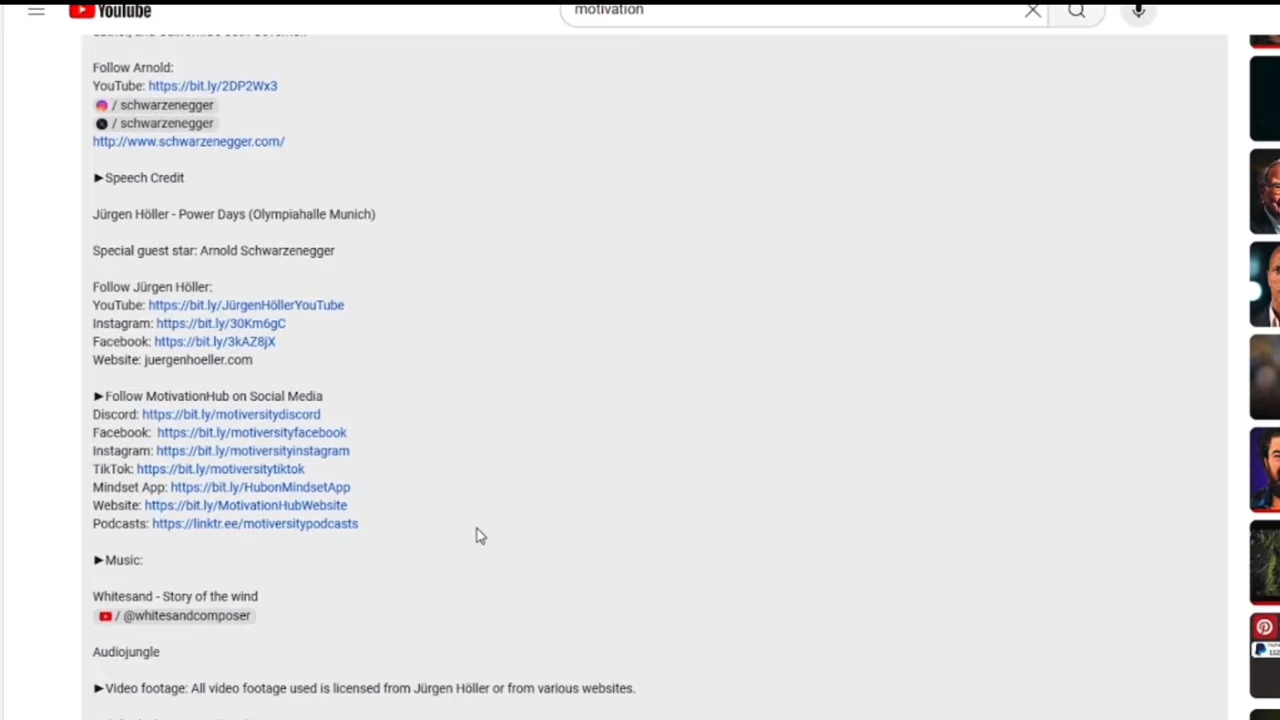 YouTube
motivation
Follow Arnold:
YouTube: https://bit.ly/2DP2Wx3
/ schwarzenegger
/ schwarzenegger
http://www.schwarzenegger.com/
►Speech Credit
Jürgen Höller - Power Days (Olympiahalle Munich)
Special guest star: Arnold Schwarzenegger
Follow Jürgen Höller:
YouTube: https://bit.ly/JürgenHöllerYouTube
Instagram: https://bit.ly/30Km6gC
Facebook: https://bit.ly/3kAZ8jX
Website: juergenhoeller.com
►Follow MotivationHub on Social Media
Discord: https://bit.ly/motiversitydiscord
Facebook:  https://bit.ly/motiversityfacebook
Instagram: https://bit.ly/motiversityinstagram
TikTok: https://bit.ly/motiversitytiktok
Mindset App: https://bit.ly/HubonMindsetApp
Website: https://bit.ly/MotivationHubWebsite
Podcasts: https://linktr.ee/motiversitypodcasts
►Music:
Whitesand - Story of the wind
/ @whitesandcomposer
Audiojungle
►Video footage: All video footage used is licensed from Jürgen Höller or from various websites.